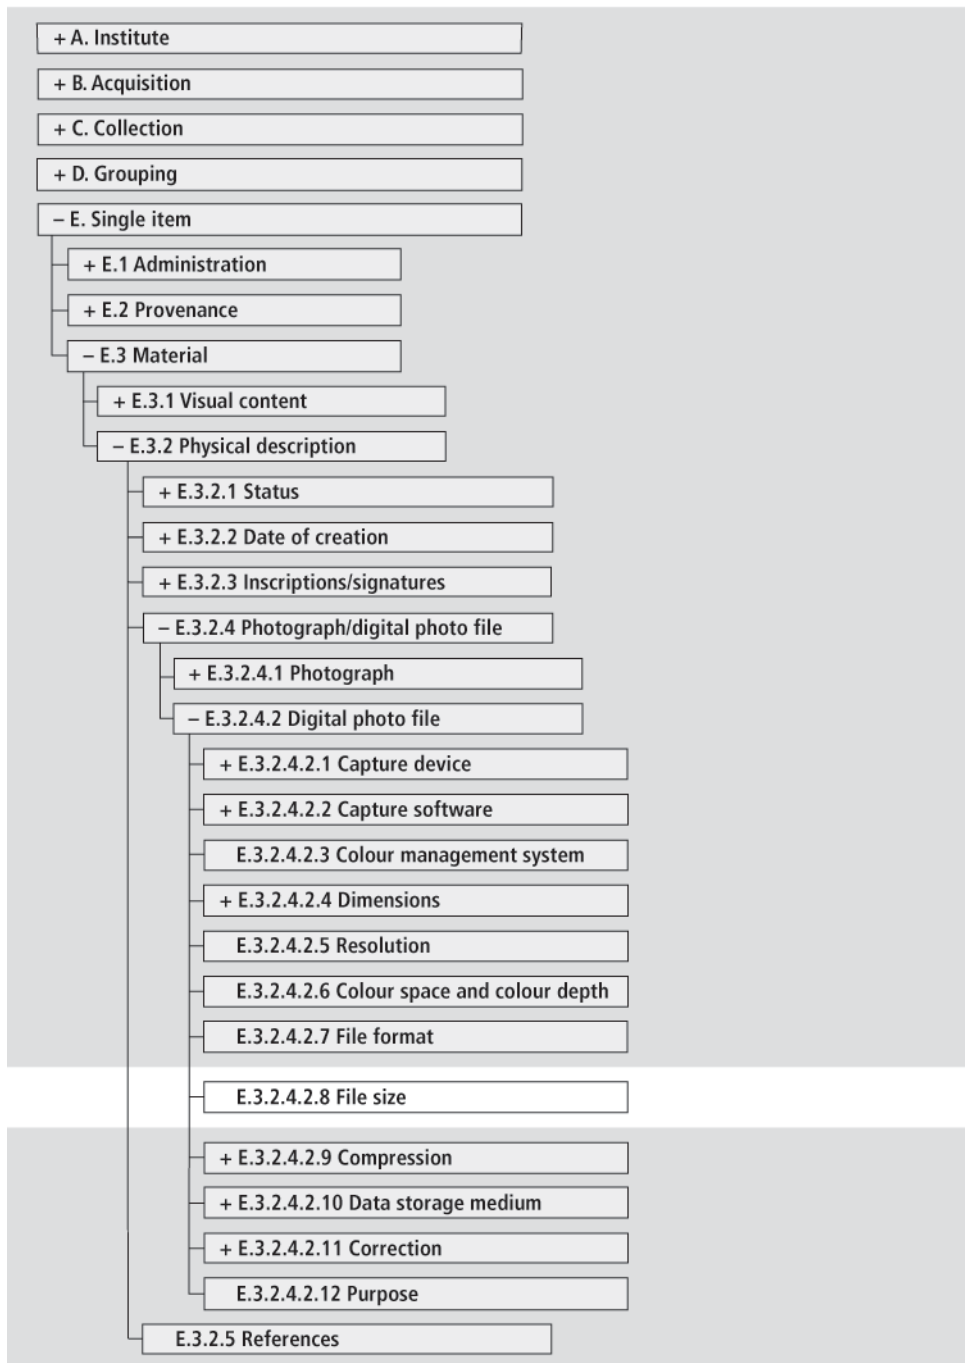 + A. Institute
+ B. Acquisition
+ C. Collection
+ D. Grouping
– E. Single item
+ E.1 Administration
+ E.2 Provenance
– E.3 Material
+ E.3.1 Visual content
– E.3.2 Physical description
+ E.3.2.1 Status
+ E.3.2.2 Date of creation
+ E.3.2.3 Inscriptions/signatures
– E.3.2.4 Photograph/digital photo file
+ E.3.2.4.1 Photograph
– E.3.2.4.2 Digital photo file
+ E.3.2.4.2.1 Capture device
+ E.3.2.4.2.2 Capture software
E.3.2.4.2.3 Colour management system
+ E.3.2.4.2.4 Dimensions
E.3.2.4.2.5 Resolution
E.3.2.4.2.6 Colour space and colour depth
E.3.2.4.2.7 File format
E.3.2.4.2.8 File size
+ E.3.2.4.2.9 Compression
+ E.3.2.4.2.10 Data storage medium
+ E.3.2.4.2.11 Correction
E.3.2.4.2.12 Purpose
E.3.2.5 References